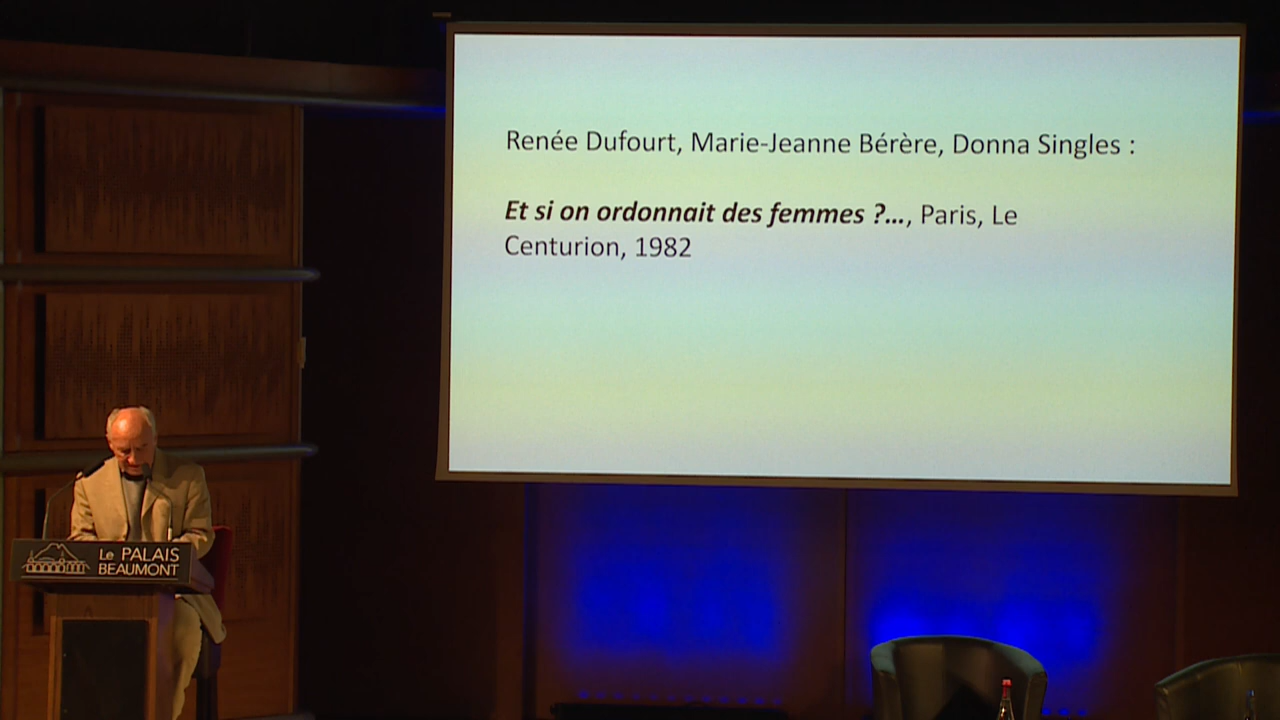 Renée Dufourt, Marie-Jeanne Bérère, Donna Singles :
Et si on ordonnait des femmes ?..., Paris, Le
Centurion, 1982
Le PALAIS
BEAUMONT